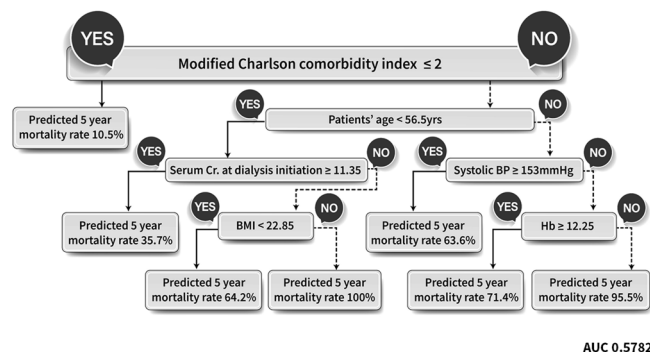 YES
NO
Modified Charlson comorbidity index ≤ 2
Predicted 5 year
mortality rate 10.5%
YES
Patients' age < 56.5yrs
NO
YES
Serum Cr. at dialysis initiation ≥ 11.35
NO
YES
Systolic BP ≥ 153mmHg
NO
Predicted 5 year
mortality rate 35.7%
YES
BMI < 22.85
NO
Predicted 5 year
mortality rate 63.6%
YES
Hb ≥ 12.25
NO
Predicted 5 year
mortality rate 64.2%
Predicted 5 year
mortality rate 100%
Predicted 5 year
mortality rate 71.4%
Predicted 5 year
mortality rate 95.5%
AUC 0.5782